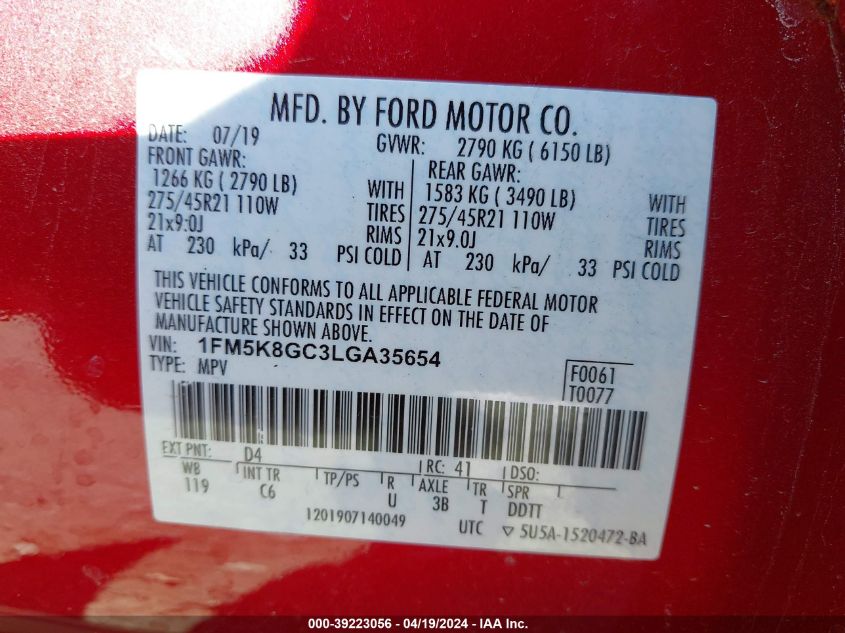 MFD. BY FORD MOTOR CO.
DATE: 07/19 GVWR: 2790 KG ( 6150 LB)
FRONT GAWR: REAR GAWR:
1266 KG ( 2790 LB) WITH 1583 KG ( 3490 LB) WITH
275/45R21 110W TIRES 275/45R21 110W TIRES
21x9.0J RIMS 21x9.0J RIMS
AT 230 kPa/ 33 PSI COLD AT 230 kPa/ 33 PSI COLD
THIS VEHICLE CONFORMS TO ALL APPLICABLE FEDERAL MOTOR
VEHICLE SAFETY STANDARDS IN EFFECT ON THE DATE OF
MANUFACTURE SHOWN ABOVE.
VIN: 1FM5K8GC3LGA35654
TYPE: MPV F0061
T0077
EXT PNT: D4 RC: 41 DSO:
WB INT TR TP/PS R AXLE TR SPR
119 C6 U 3B T DDTT
1201907140049 UTC ▽ 5U5A-1520472-BA
000-39223056 - 04/19/2024 - IAA Inc.